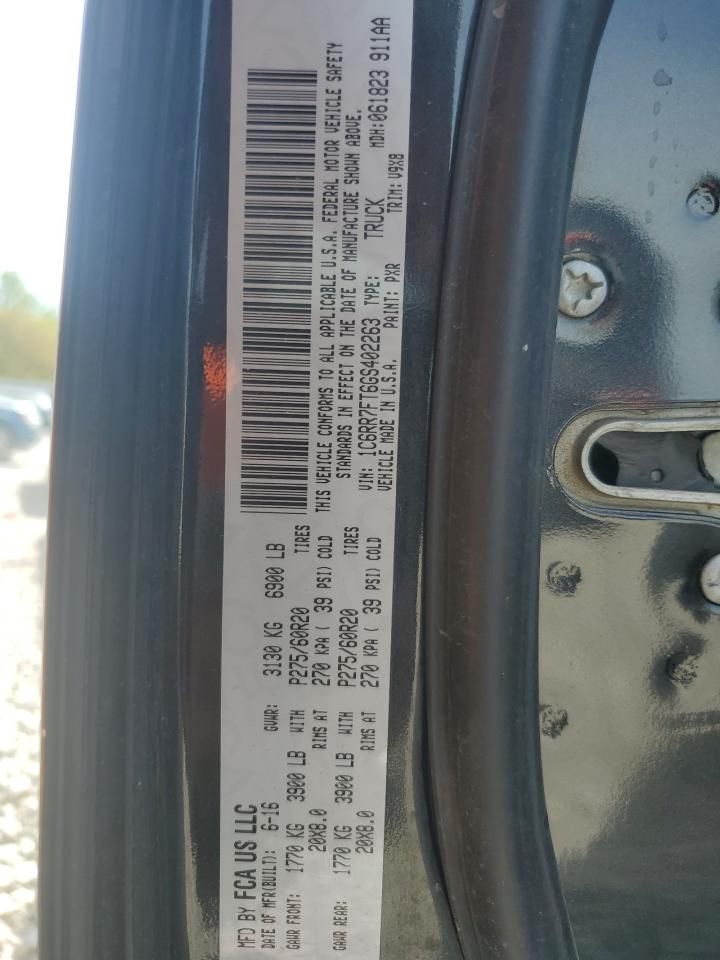 MFD BY FCA US LLC
DATE OF MFR(BUILT): 6-16 GVWR: 3130 KG 6900 LB
GAWR FRONT: 1770 KG 3900 LB WITH P275/60R20 TIRES
20X8.0 RIMS AT 270 KPA ( 39 PSI) COLD
GAWR REAR: 1770 KG 3900 LB WITH P275/60R20 TIRES
20X8.0 RIMS AT 270 KPA ( 39 PSI) COLD
THIS VEHICLE CONFORMS TO ALL APPLICABLE U.S.A. FEDERAL MOTOR VEHICLE SAFETY
STANDARDS IN EFFECT ON THE DATE OF MANUFACTURE SHOWN ABOVE.
VIN: 1C6RR7FT6GS402263 TYPE: TRUCK MDH:061823 911AA
VEHICLE MADE IN U.S.A. PAINT: PXR TRIM: V9X8